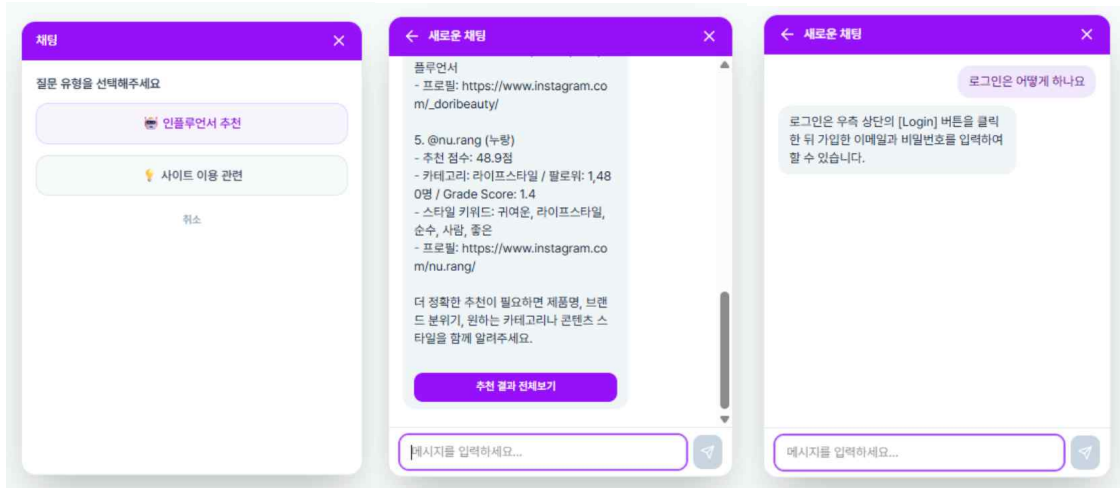 채팅
질문 유형을 선택해주세요
인플루언서 추천
사이트 이용 관련
취소
새로운 채팅
플루언서
- 프로필: https://www.instagram.co
m/_doribeauty/
5. @nu.rang (누랑)
- 추천 점수: 48.9점
- 카테고리: 라이프스타일 / 팔로워: 1,48
0명 / Grade Score: 1.4
- 스타일 키워드: 귀여운, 라이프스타일,
순수, 사람, 좋은
- 프로필: https://www.instagram.co
m/nu.rang/
더 정확한 추천이 필요하면 제품명, 브랜
드 분위기, 원하는 카테고리나 콘텐츠 스
타일을 함께 알려주세요.
추천 결과 전체보기
메시지를 입력하세요...
새로운 채팅
로그인은 어떻게 하나요
로그인은 우측 상단의 [Login] 버튼을 클릭
한 뒤 가입한 이메일과 비밀번호를 입력하여
할 수 있습니다.
메시지를 입력하세요...